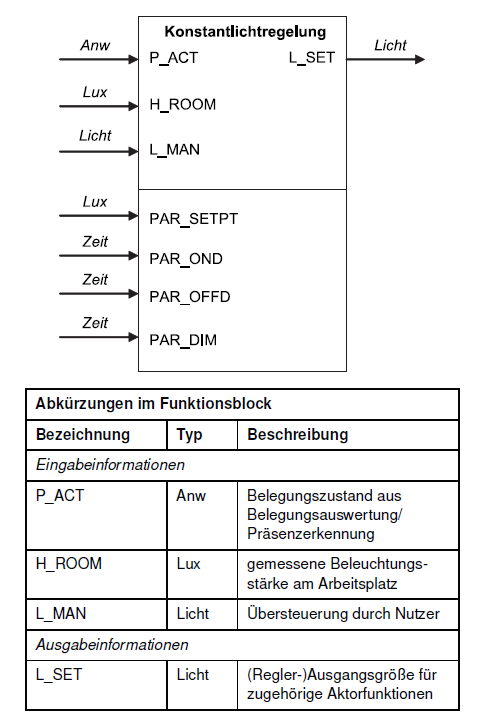 Konstantlichtregelung
Anw
P_ACT
L_SET
Licht
Lux
H_ROOM
Licht
L_MAN
Lux
PAR_SETPT
Zeit
PAR_OND
Zeit
PAR_OFFD
Zeit
PAR_DIM
Abkürzungen im Funktionsblock
Bezeichnung Typ Beschreibung
Eingabeinformationen
P_ACT Anw Belegungszustand aus
Belegungsauswertung/
Präsenzerkennung
H_ROOM Lux gemessene Beleuchtungs-
stärke am Arbeitsplatz
L_MAN Licht Übersteuerung durch Nutzer
Ausgabeinformationen
L_SET Licht (Regler-)Ausgangsgröße für
zugehörige Aktorfunktionen